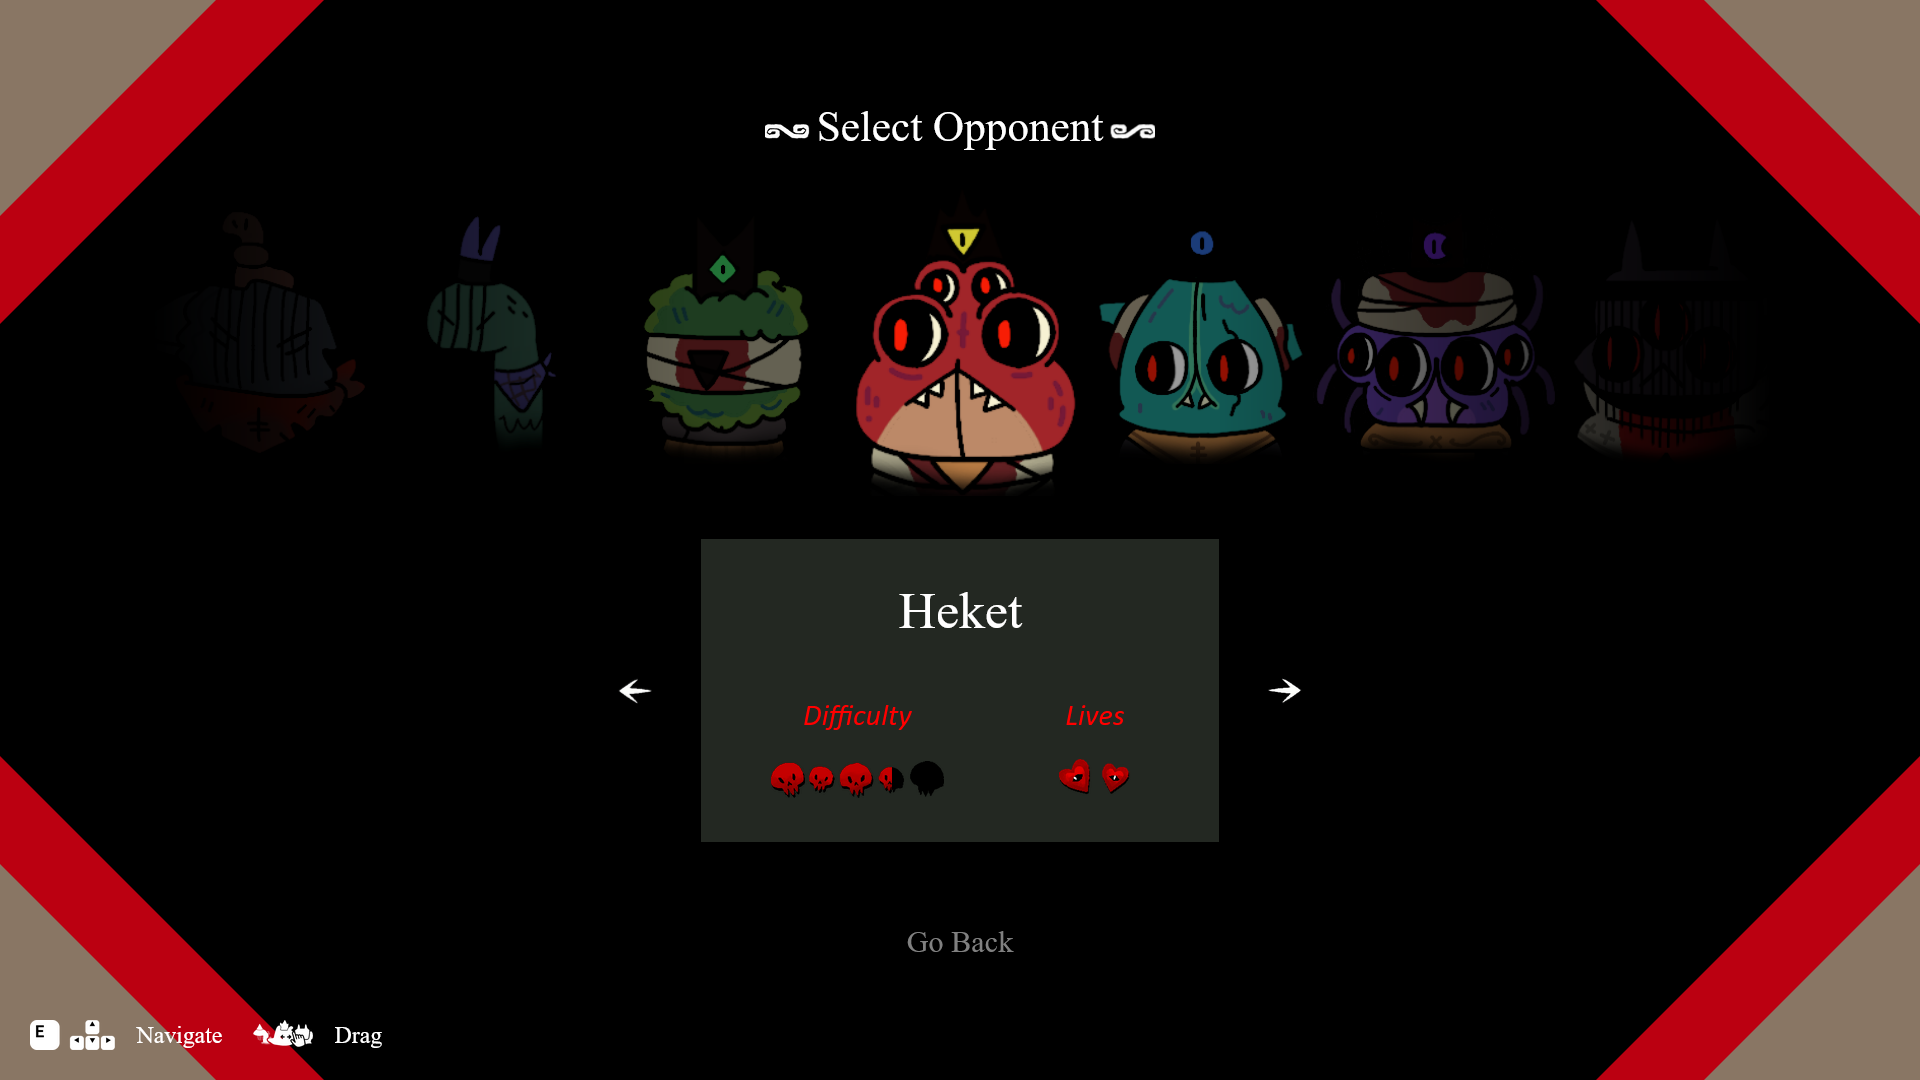 Select Opponent
Heket
Difficulty
Lives
Go Back
E
Navigate
Drag